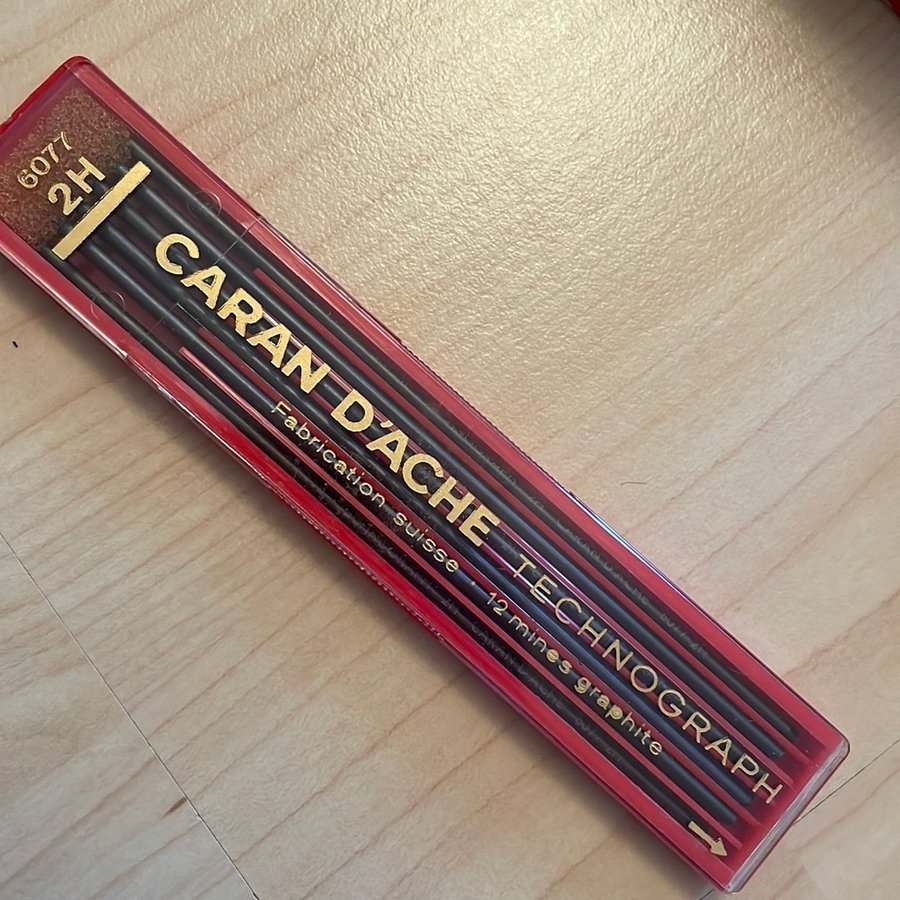 6077
2H
CARAN D'ACHE TECHNOGRAPH
Fabrication suisse · 12 mines graphite